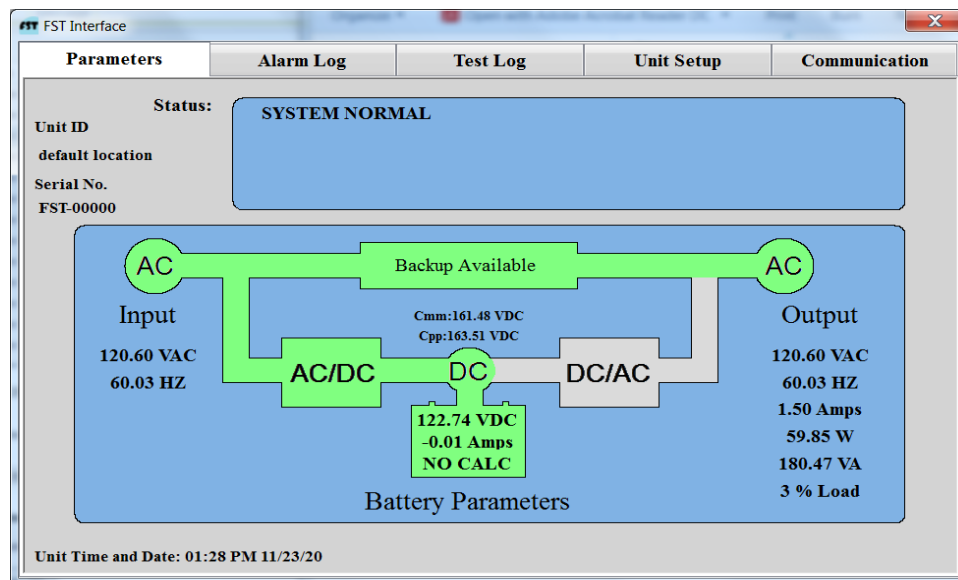 FST FST Interface
Parameters Alarm Log Test Log Unit Setup Communication
Status:
SYSTEM NORMAL
Unit ID
default location
Serial No.
FST-00000
AC Backup Available AC
Input
120.60 VAC
60.03 HZ
Cmm:161.48 VDC
Cpp:163.51 VDC
AC/DC DC DC/AC
122.74 VDC
-0.01 Amps
NO CALC
Battery Parameters
Output
120.60 VAC
60.03 HZ
1.50 Amps
59.85 W
180.47 VA
3 % Load
Unit Time and Date: 01:28 PM 11/23/20